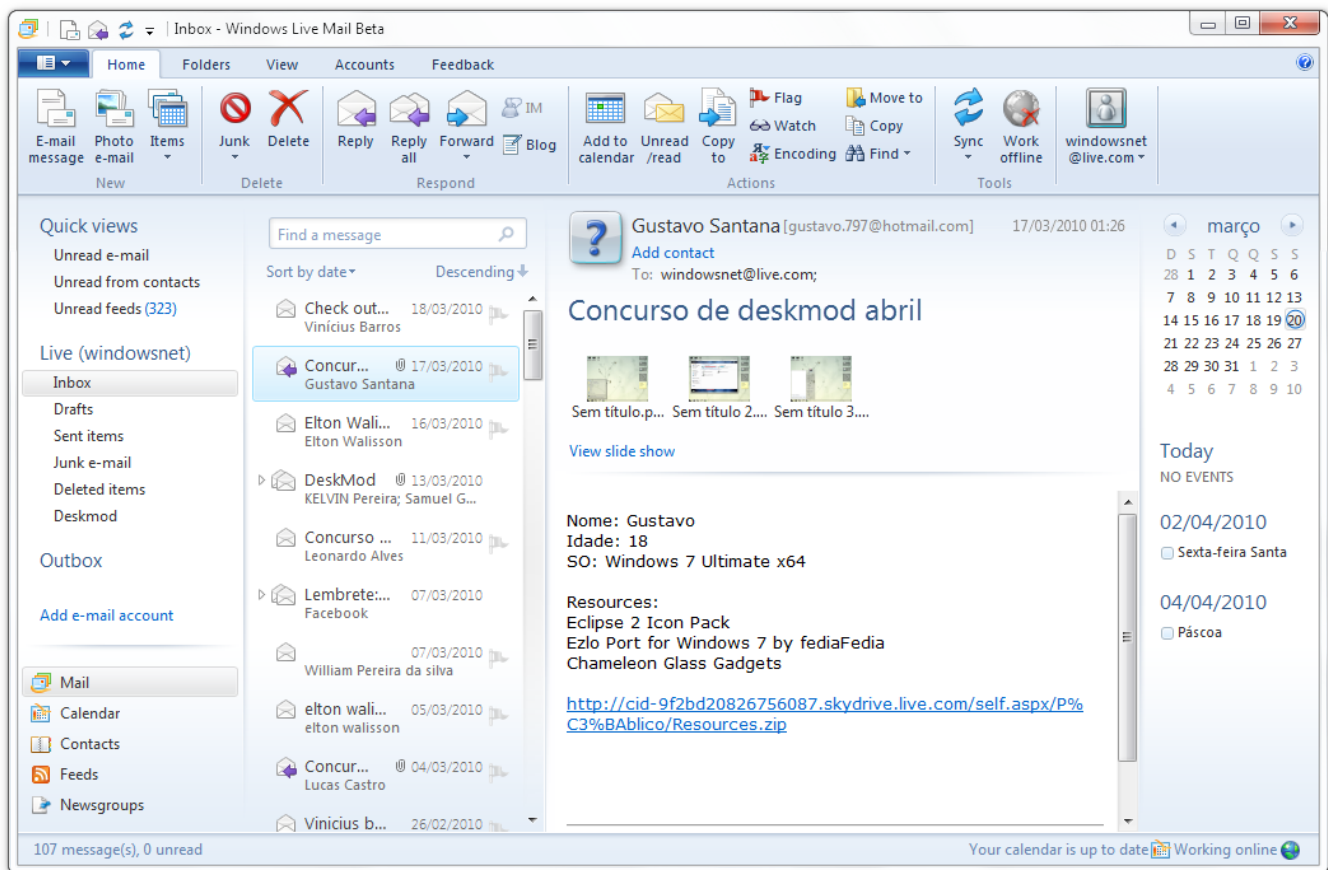 Inbox - Windows Live Mail Beta
Home Folders View Accounts Feedback
E-mail message
Photo e-mail
Items
New
Junk
Delete
Delete
Reply
Reply all
Forward
IM
Blog
Respond
Add to calendar
Unread /read
Copy to
Flag
Watch
Encoding
Move to
Copy
Find
Actions
Sync
Work offline
Tools
windowsnet @live.com
Quick views
Unread e-mail
Unread from contacts
Unread feeds (323)
Live (windowsnet)
Inbox
Drafts
Sent items
Junk e-mail
Deleted items
Deskmod
Outbox
Add e-mail account
Mail
Calendar
Contacts
Feeds
Newsgroups
Find a message
Sort by date Descending
Check out... 18/03/2010
Vinícius Barros
Concur... 17/03/2010
Gustavo Santana
Elton Wali... 16/03/2010
Elton Walisson
DeskMod 13/03/2010
KELVIN Pereira; Samuel G...
Concurso ... 11/03/2010
Leonardo Alves
Lembrete:... 07/03/2010
Facebook
07/03/2010
William Pereira da silva
elton wali... 05/03/2010
elton walisson
Concur... 04/03/2010
Lucas Castro
Vinicius b... 26/02/2010
Gustavo Santana [gustavo.797@hotmail.com] 17/03/2010 01:26
Add contact
To: windowsnet@live.com;
Concurso de deskmod abril
Sem título.p... Sem título 2.... Sem título 3....
View slide show
Nome: Gustavo
Idade: 18
SO: Windows 7 Ultimate x64
Resources:
Eclipse 2 Icon Pack
Ezlo Port for Windows 7 by fediaFedia
Chameleon Glass Gadgets
http://cid-9f2bd20826756087.skydrive.live.com/self.aspx/P%
C3%BAblico/Resources.zip
março
D S T Q Q S S
28 1 2 3 4 5 6
7 8 9 10 11 12 13
14 15 16 17 18 19 20
21 22 23 24 25 26 27
28 29 30 31 1 2 3
4 5 6 7 8 9 10
Today
NO EVENTS
02/04/2010
Sexta-feira Santa
04/04/2010
Páscoa
107 message(s), 0 unread
Your calendar is up to date Working online